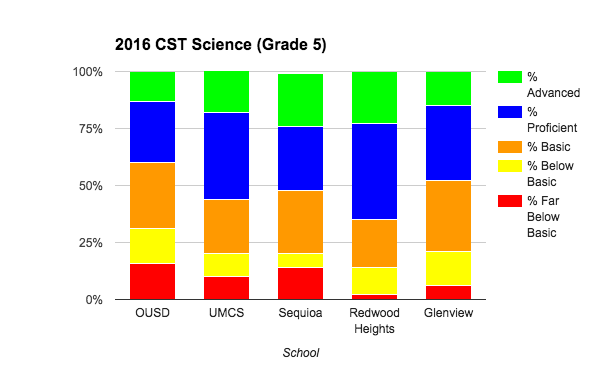 2016 CST Science (Grade 5)
100%
75%
50%
25%
0%
OUSD
UMCS
Sequoia
Redwood
Heights
Glenview
School
%
Advanced
%
Proficient
% Basic
% Below
Basic
% Far
Below
Basic